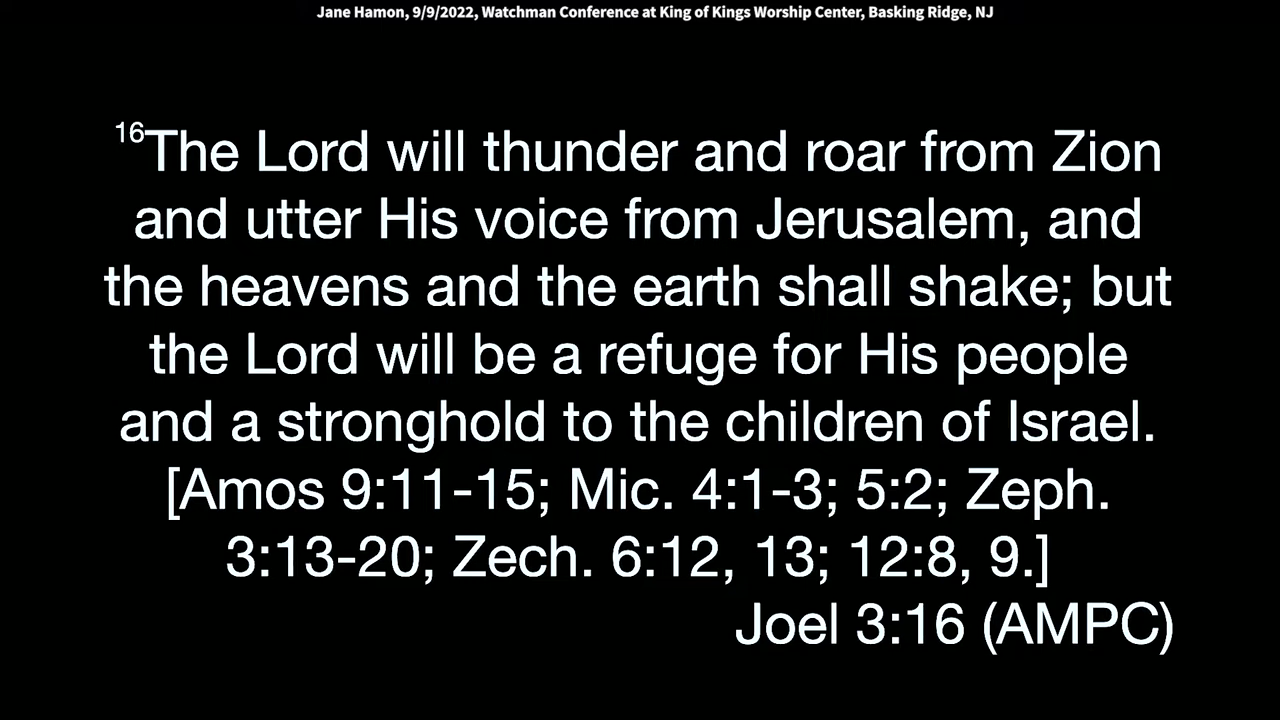 Jane Hamon, 9/9/2022, Watchman Conference at King of Kings Worship Center, Basking Ridge, NJ
16The Lord will thunder and roar from Zion
and utter His voice from Jerusalem, and
the heavens and the earth shall shake; but
the Lord will be a refuge for His people
and a stronghold to the children of Israel.
[Amos 9:11-15; Mic. 4:1-3; 5:2; Zeph.
3:13-20; Zech. 6:12, 13; 12:8, 9.]
Joel 3:16 (AMPC)